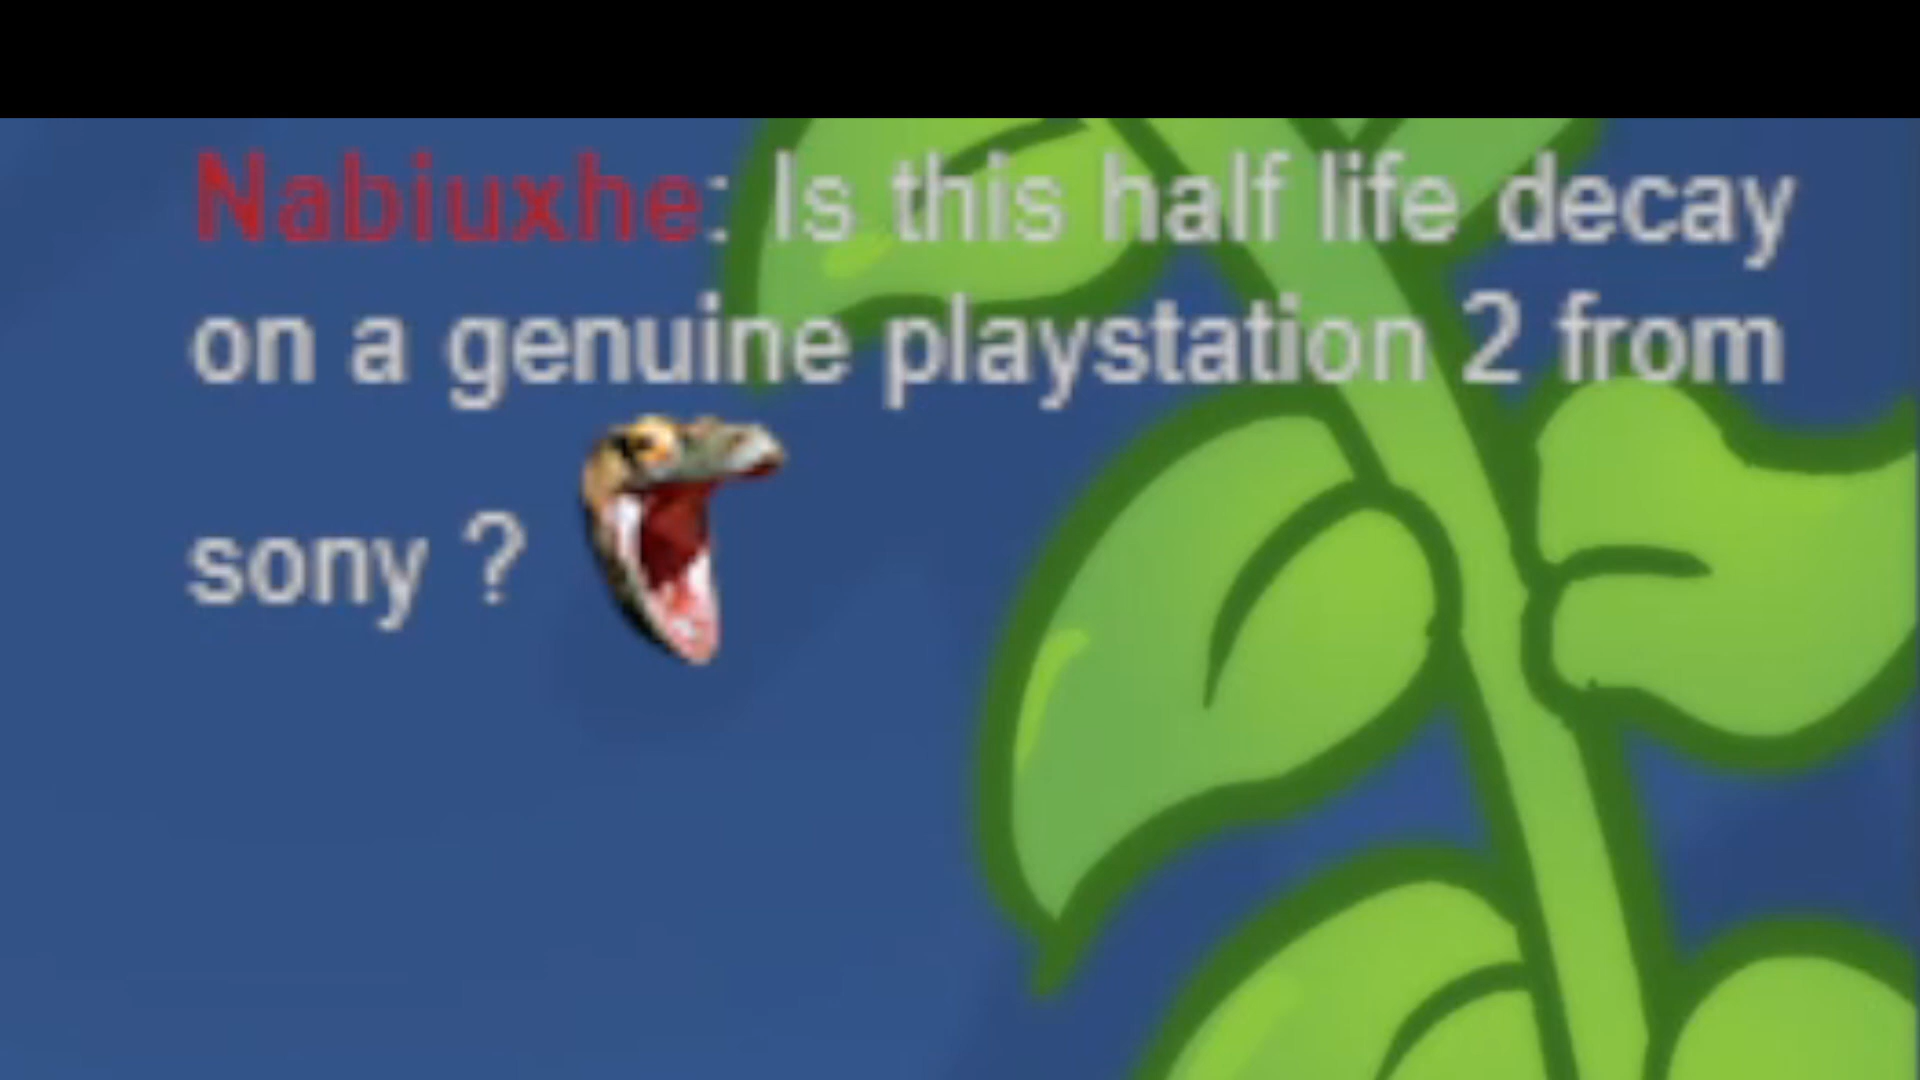 Nabiuxhe: Is this half life decay
on a genuine playstation 2 from
sony ?